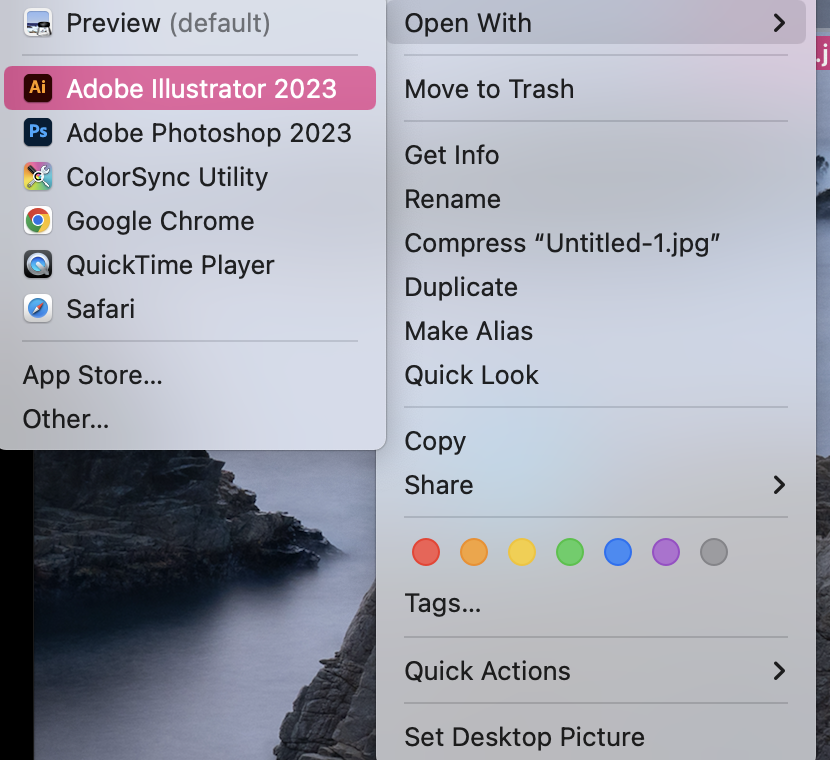 Preview (default)
Adobe Illustrator 2023
Adobe Photoshop 2023
ColorSync Utility
Google Chrome
QuickTime Player
Safari
App Store...
Other...
Open With
Move to Trash
Get Info
Rename
Compress “Untitled-1.jpg”
Duplicate
Make Alias
Quick Look
Copy
Share
Tags...
Quick Actions
Set Desktop Picture